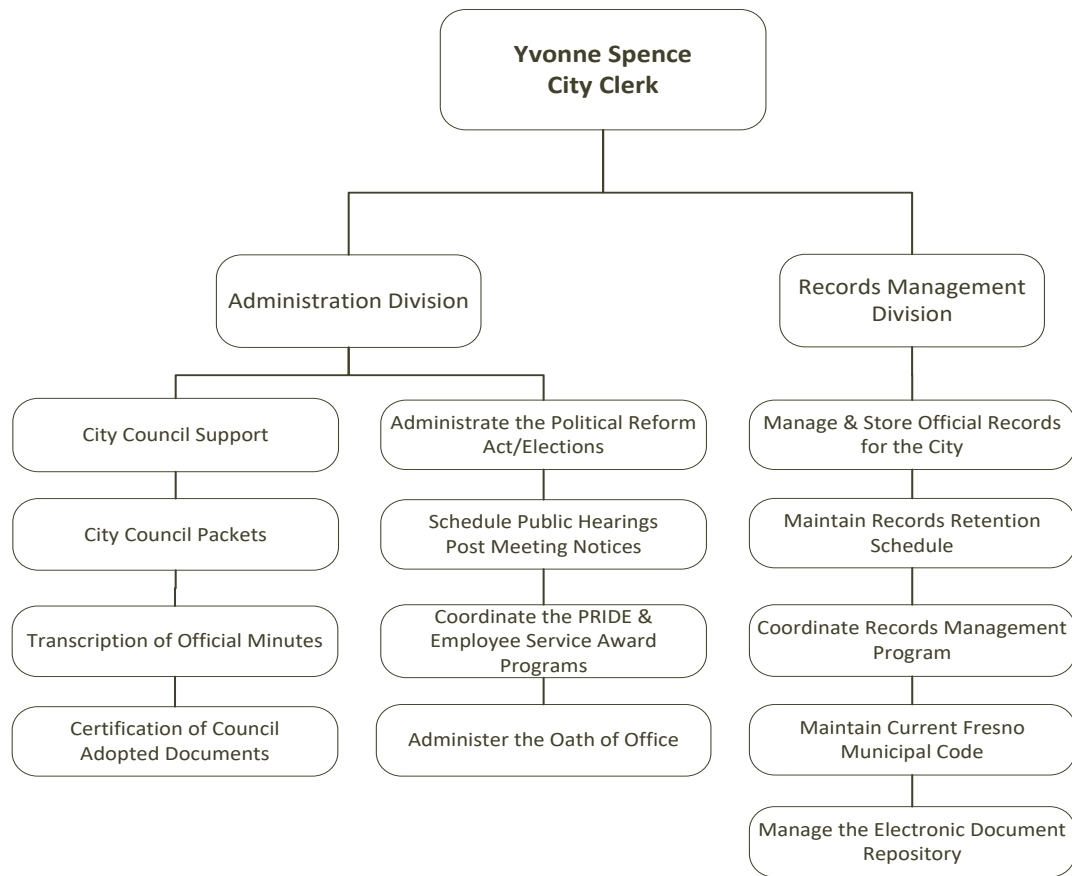 Yvonne Spence
City Clerk
Administration Division
Records Management
Division
City Council Support
City Council Packets
Transcription of Official Minutes
Certification of Council
Adopted Documents
Administrate the Political Reform
Act/Elections
Schedule Public Hearings
Post Meeting Notices
Coordinate the PRIDE &
Employee Service Award
Programs
Administer the Oath of Office
Manage & Store Official Records
for the City
Maintain Records Retention
Schedule
Coordinate Records Management
Program
Maintain Current Fresno
Municipal Code
Manage the Electronic Document
Repository